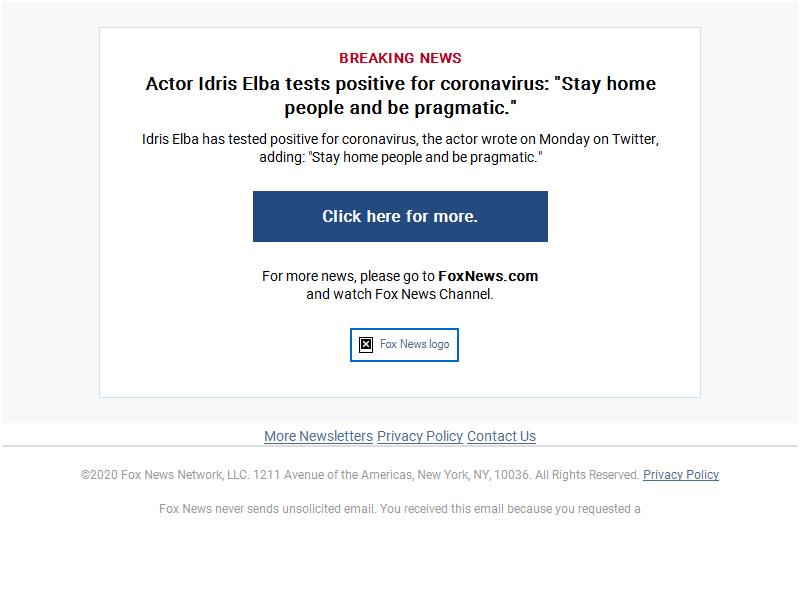 BREAKING NEWS
Actor Idris Elba tests positive for coronavirus: "Stay home
people and be pragmatic."
Idris Elba has tested positive for coronavirus, the actor wrote on Monday on Twitter,
adding: "Stay home people and be pragmatic."
Click here for more.
For more news, please go to FoxNews.com
and watch Fox News Channel.
Fox News logo
More Newsletters Privacy Policy Contact Us
©2020 Fox News Network, LLC. 1211 Avenue of the Americas, New York, NY, 10036. All Rights Reserved. Privacy Policy
Fox News never sends unsolicited email. You received this email because you requested a